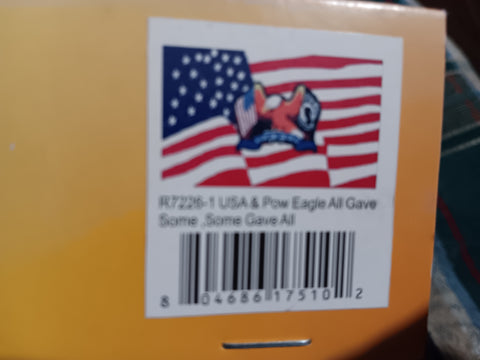 R7226-1 USA & Pow Eagle All Gave
Some ,Some Gave All
8 04686 17510 2